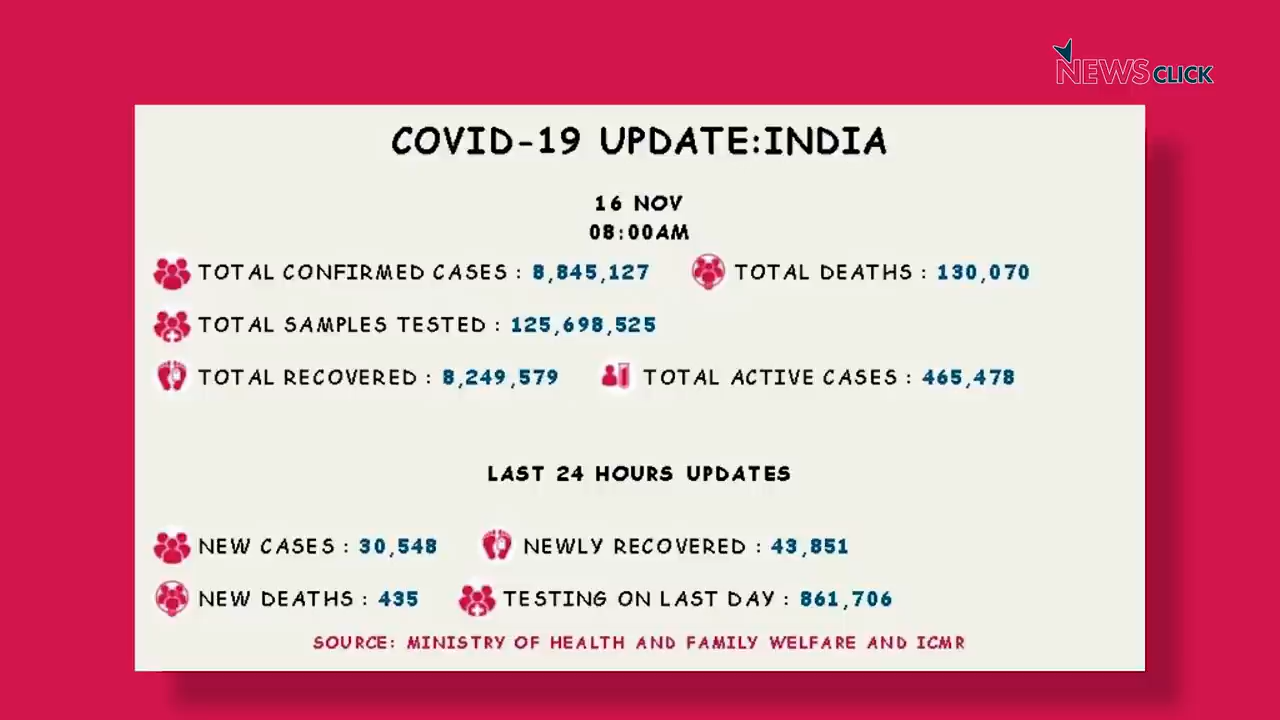 NEWSCLICK
COVID-19 UPDATE:INDIA
16 NOV
08:00AM
TOTAL CONFIRMED CASES : 8,845,127 TOTAL DEATHS : 130,070
TOTAL SAMPLES TESTED : 125,698,525
TOTAL RECOVERED : 8,249,579 TOTAL ACTIVE CASES : 465,478
LAST 24 HOURS UPDATES
NEW CASES : 30,548 NEWLY RECOVERED : 43,851
NEW DEATHS : 435 TESTING ON LAST DAY : 861,706
SOURCE: MINISTRY OF HEALTH AND FAMILY WELFARE AND ICMR